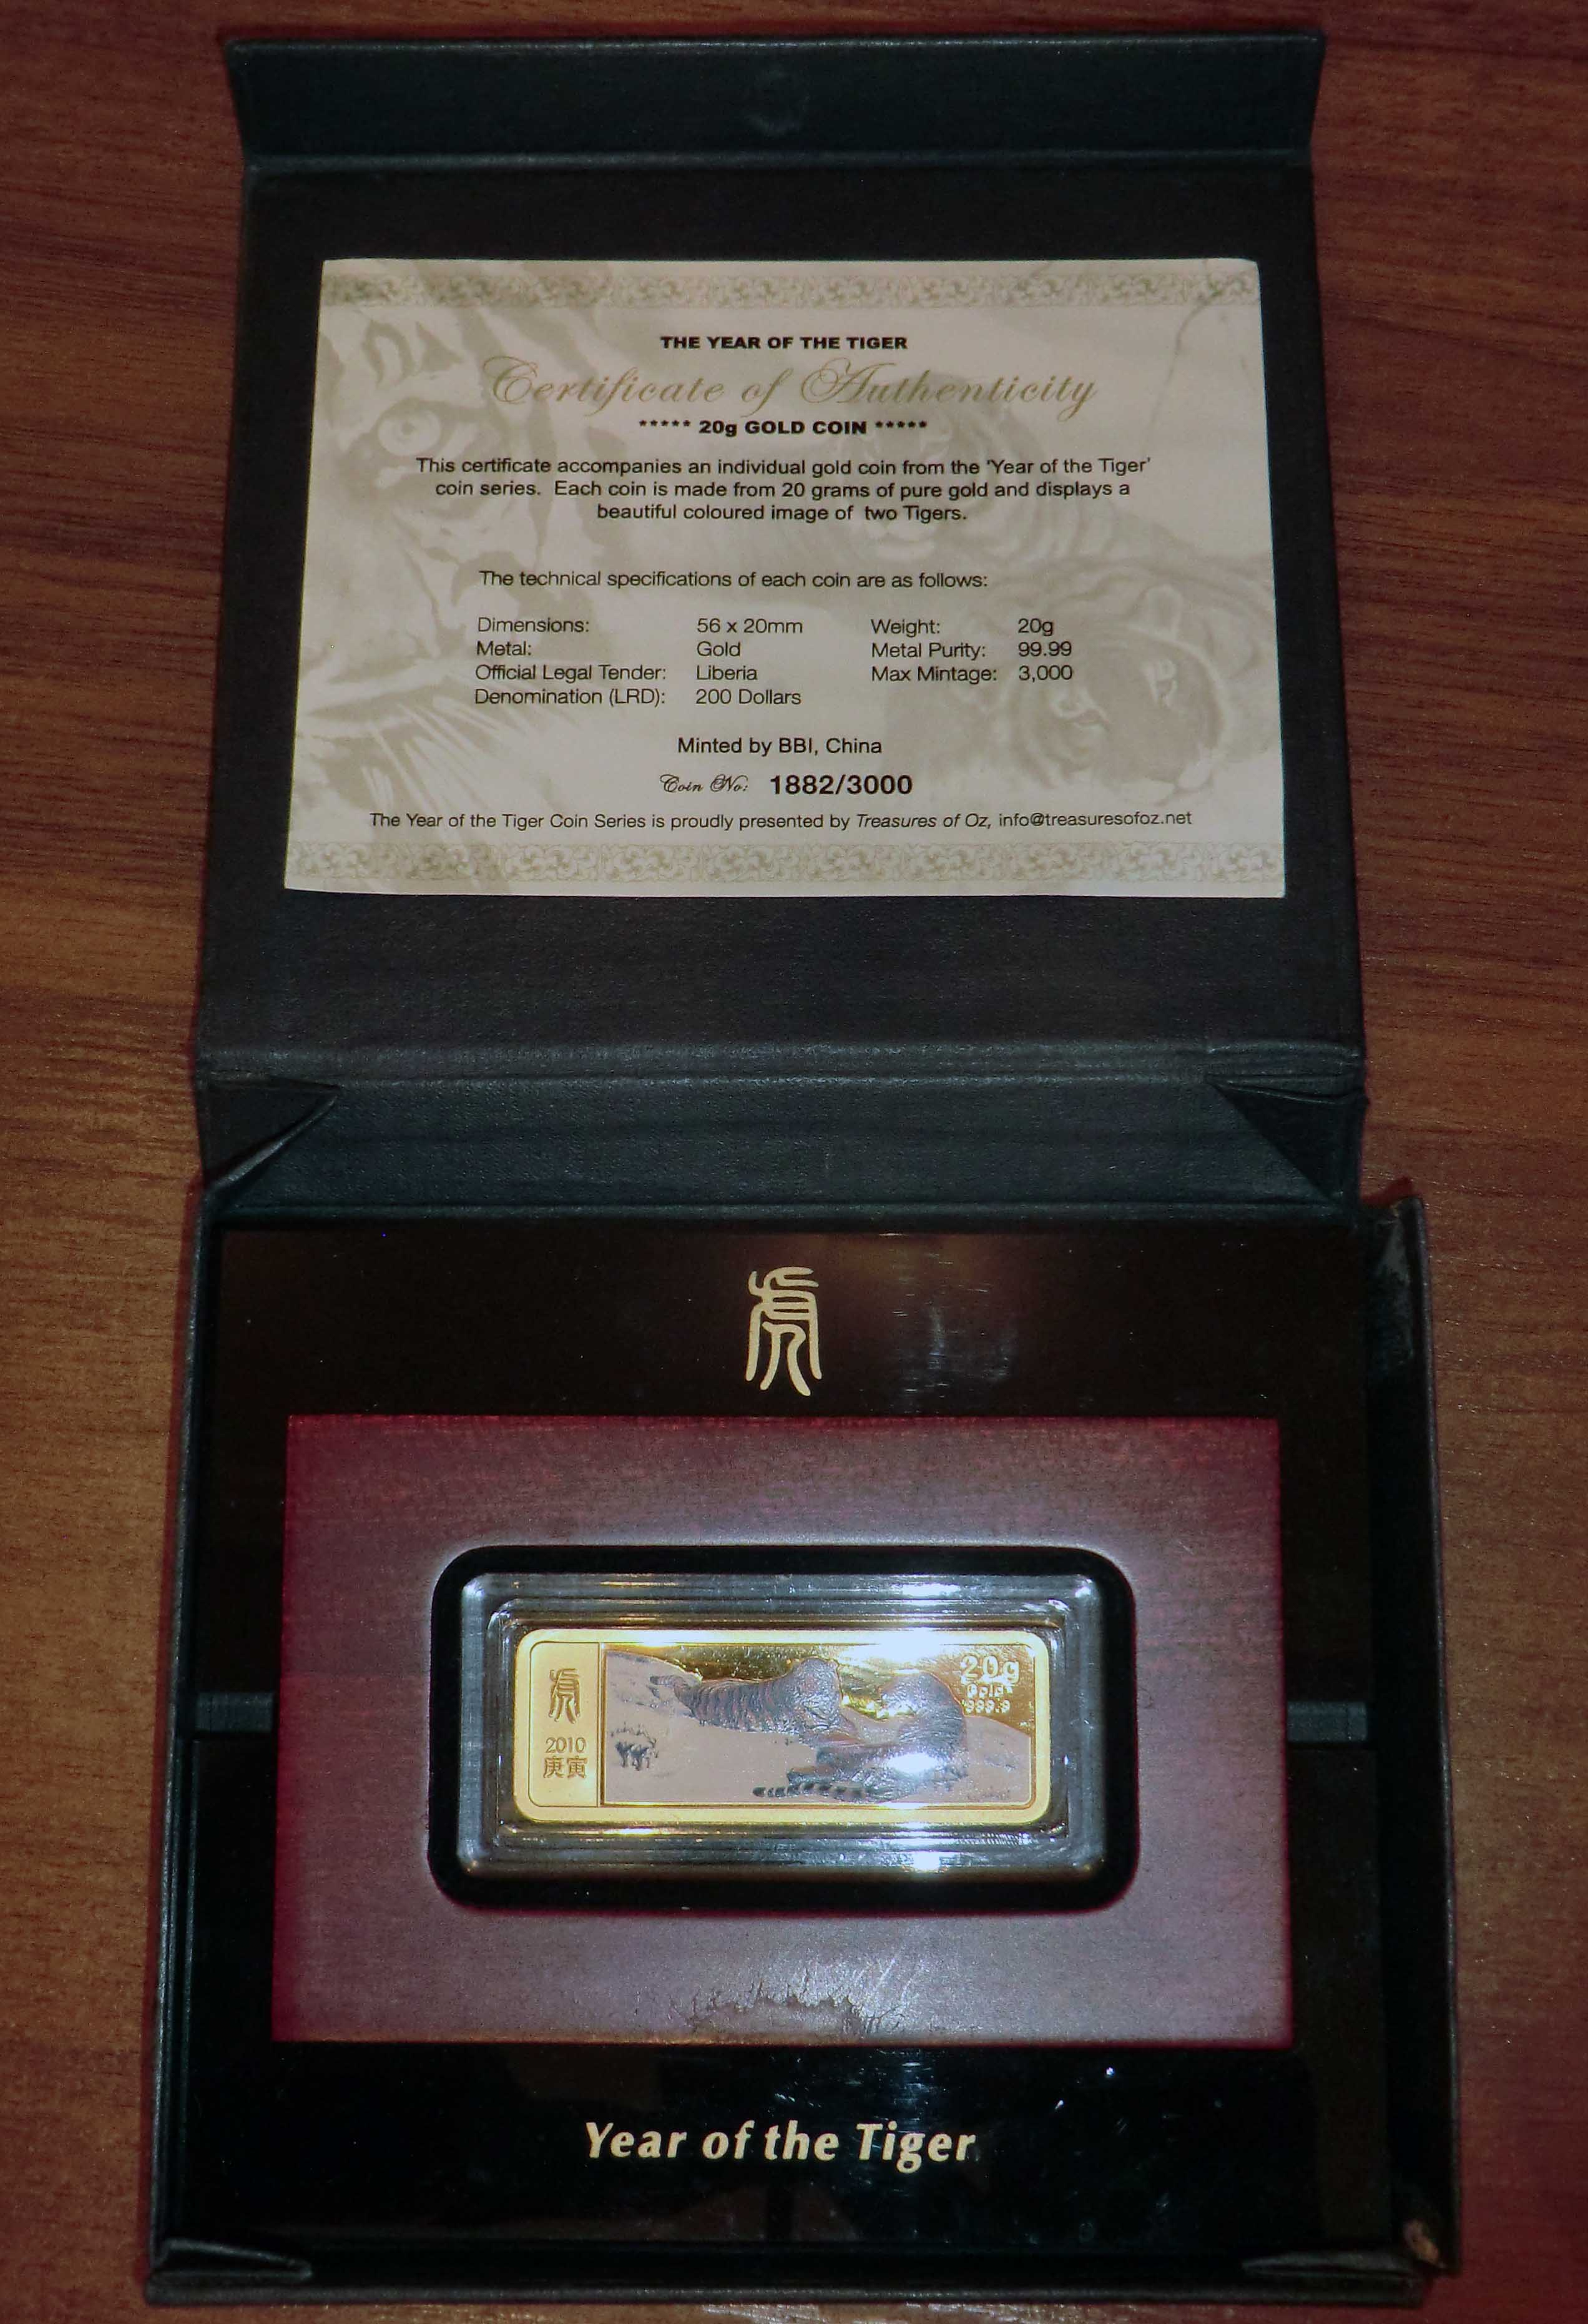 THE YEAR OF THE TIGER
Certificate of Authenticity
***** 20g GOLD COIN *****
This certificate accompanies an individual gold coin from the 'Year of the Tiger'
coin series. Each coin is made from 20 grams of pure gold and displays a
beautiful coloured image of two Tigers.
The technical specifications of each coin are as follows:
Dimensions: 56 x 20mm Weight: 20g
Metal: Gold Metal Purity: 99.99
Official Legal Tender: Liberia Max Mintage: 3,000
Denomination (LRD): 200 Dollars
Minted by BBI, China
Coin No: 1882/3000
The Year of the Tiger Coin Series is proudly presented by Treasures of Oz, info@treasuresofoz.net
虎
虎
2010
庚寅
20g
Gold
999.9
Year of the Tiger